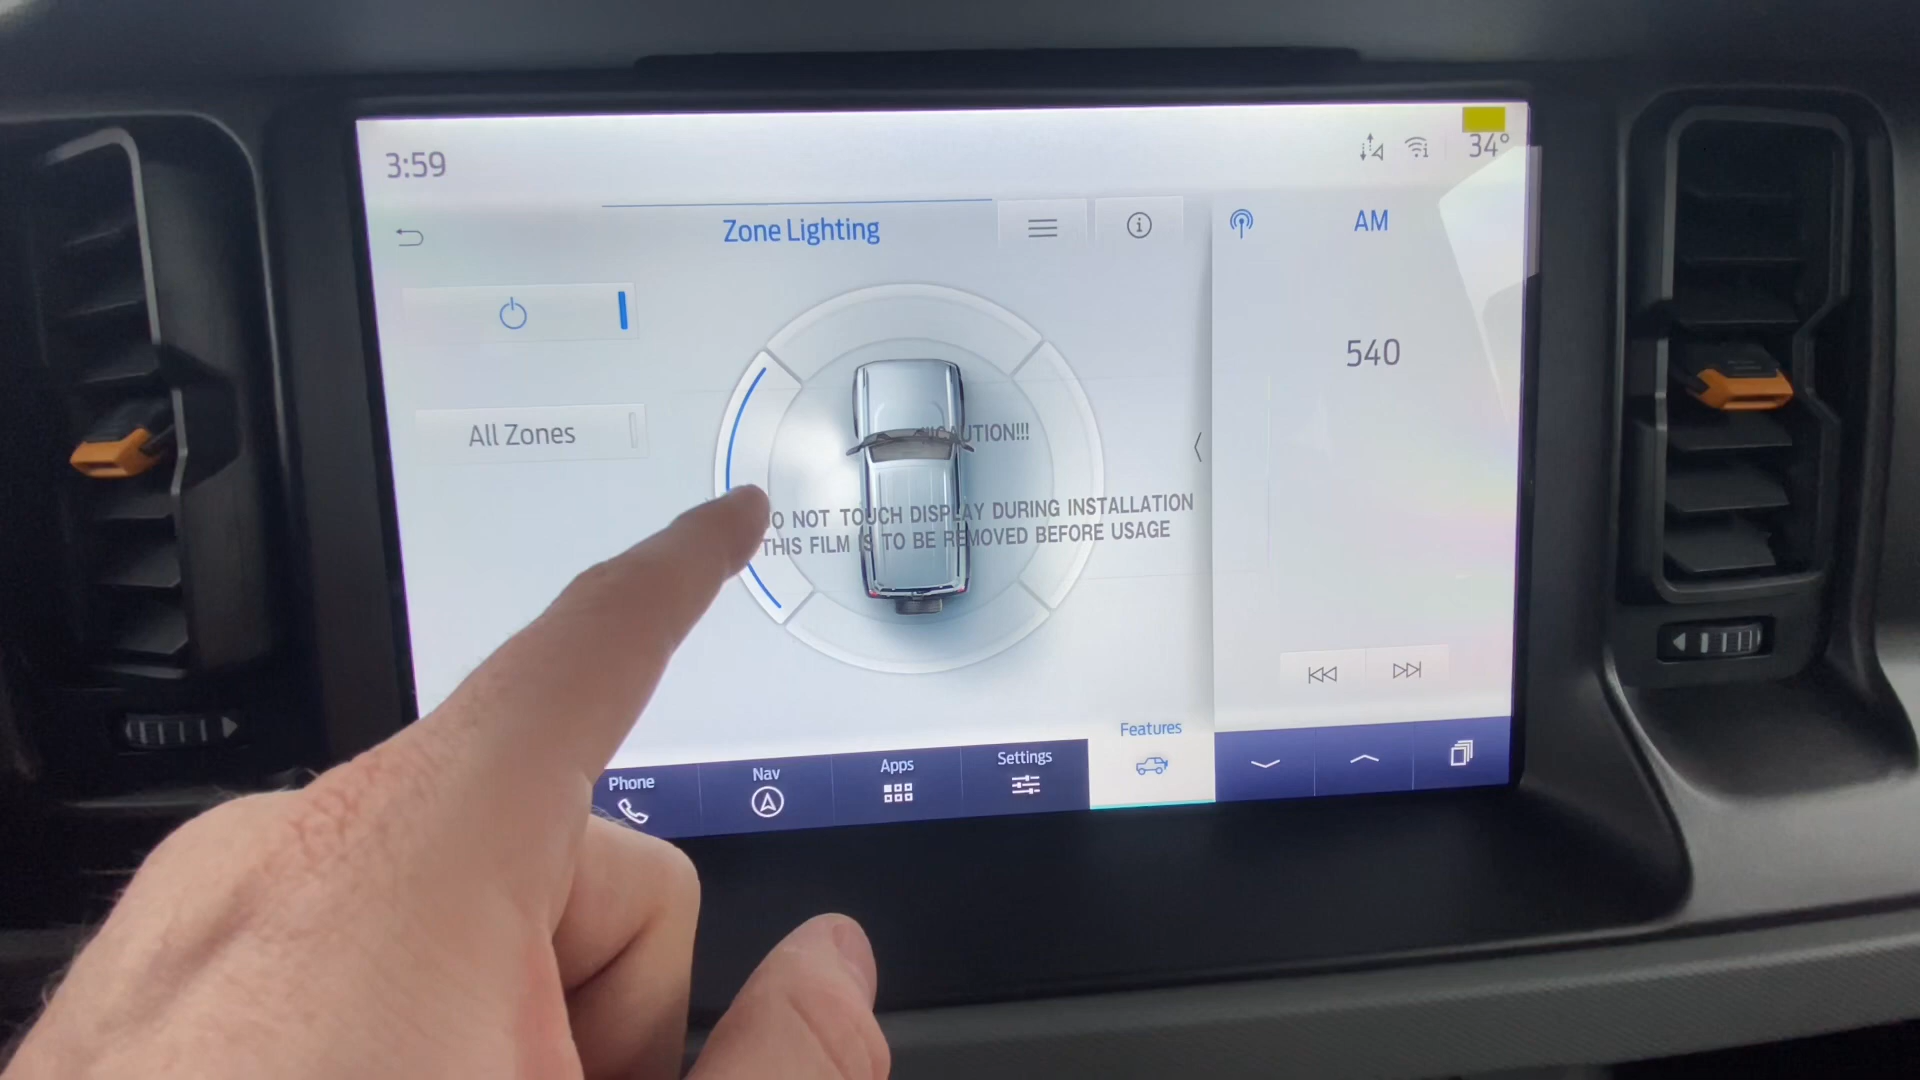 3:59
34°
Zone Lighting
AM
540
All Zones
CAUTION!!!
DO NOT TOUCH DISPLAY DURING INSTALLATION
THIS FILM IS TO BE REMOVED BEFORE USAGE
Phone
Nav
Apps
Settings
Features